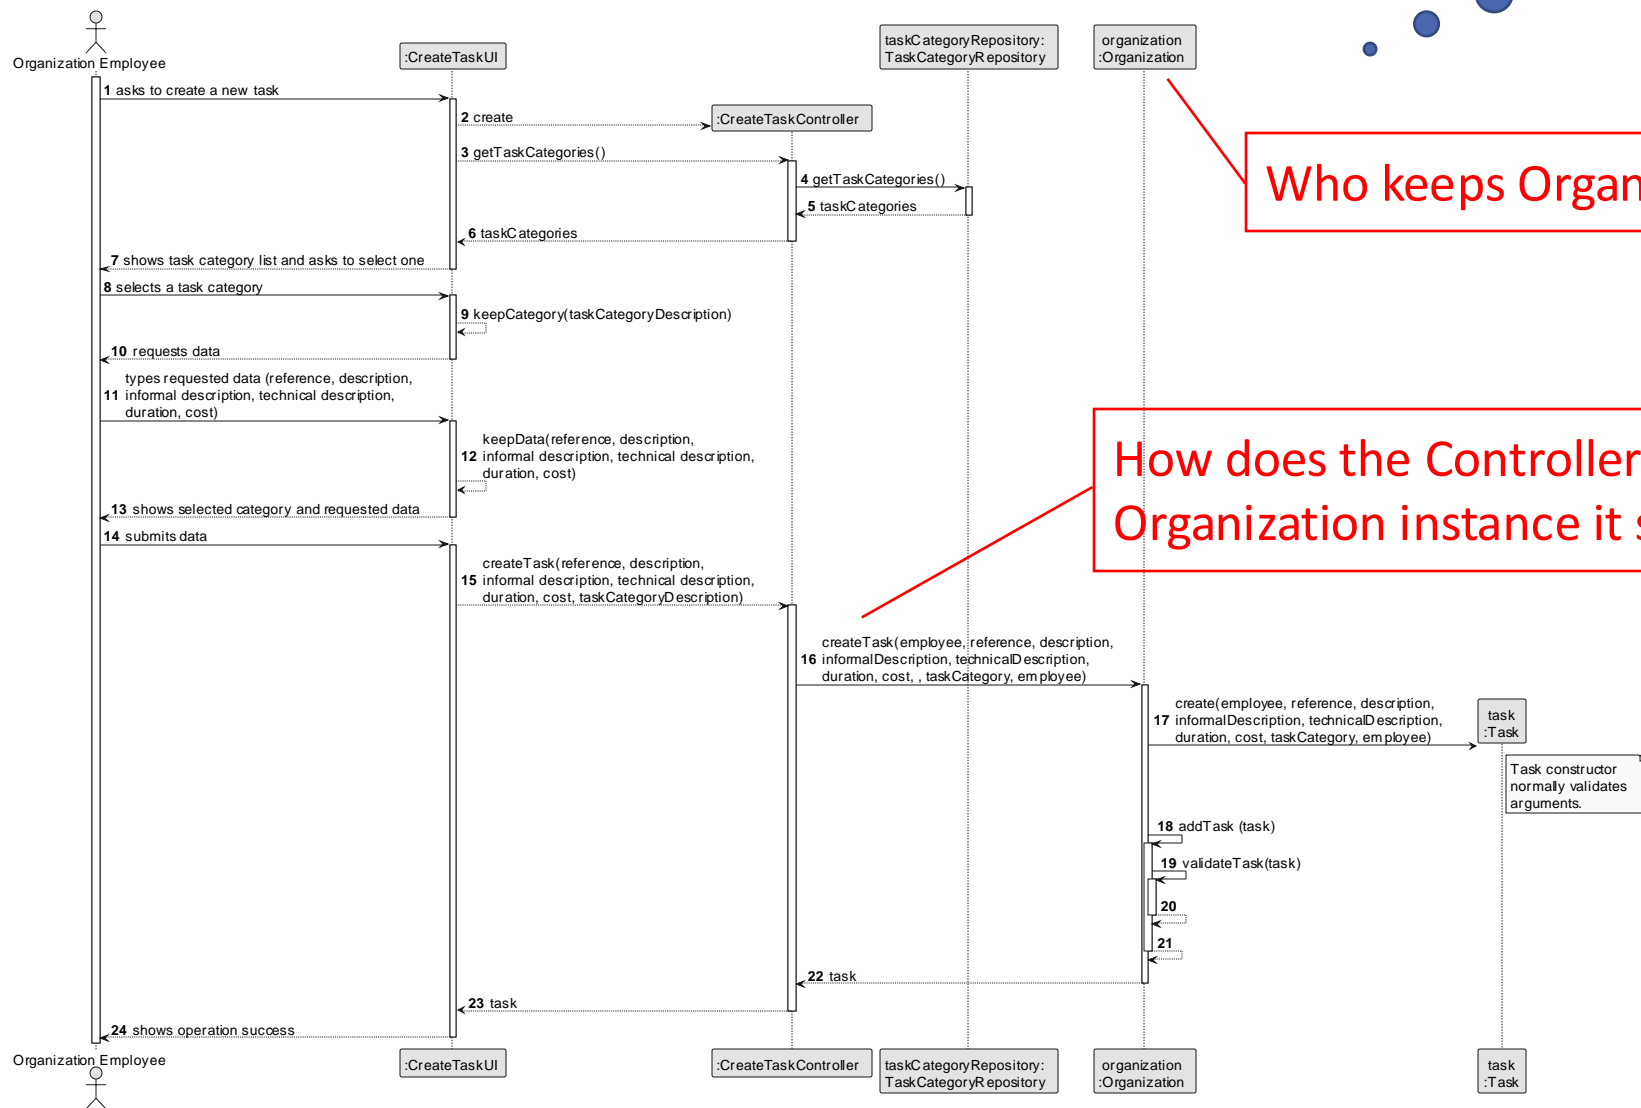 Organization Employee
:CreateTaskUI
taskCategoryRepository:
TaskCategoryRepository
organization
:Organization
1 asks to create a new task
2 create
:CreateTaskController
3 getTaskCategories()
4 getTaskCategories()
5 taskCategories
6 taskCategories
7 shows task category list and asks to select one
8 selects a task category
9 keepCategory(taskCategoryDescription)
10 requests data
types requested data (reference, description,
11 informal description, technical description,
duration, cost)
keepData(reference, description,
12 informal description, technical description,
duration, cost)
13 shows selected category and requested data
14 submits data
createTask(reference, description,
15 informal description, technical description,
duration, cost, taskCategoryDescription)
createTask(employee, reference, description,
16 informalDescription, technicalDescription,
duration, cost, , taskCategory, employee)
create(employee, reference, description,
17 informalDescription, technicalDescription,
duration, cost, taskCategory, employee)
task
:Task
Task constructor
normally validates
arguments.
18 addTask (task)
19 validateTask(task)
20
21
22 task
23 task
24 shows operation success
Organization Employee
:CreateTaskUI
:CreateTaskController
taskCategoryRepository:
TaskCategoryRepository
organization
:Organization
task
:Task
Who keeps Organ
How does the Controller
Organization instance it s